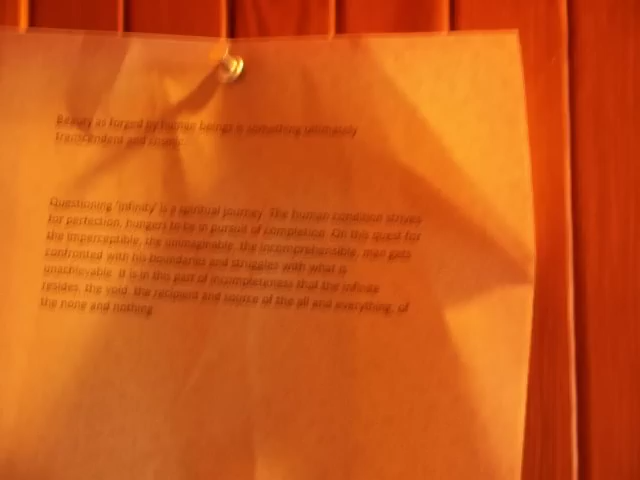 Beauty as forged by human beings is something ultimately
transcendent and
Questioning 'infinity' is a spiritual journey. The human condition strives
for perfection, hungers to be in pursuit of completion. On this quest for
the imperceptible, the unimaginable, the incomprehensible, man gets
confronted with his boundaries and struggles with what is
unachievable. It is in this part of incompleteness that the infinite
resides, the void, the recipient and source of the all and everything, of
the none and nothing